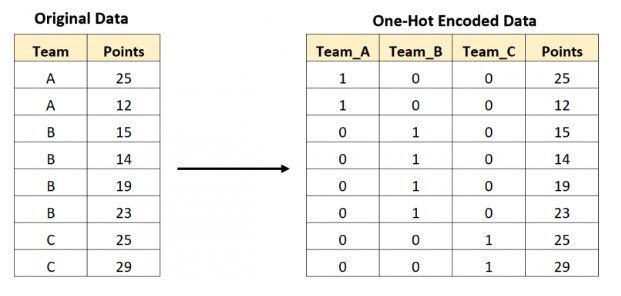 Original Data One-Hot Encoded Data
Team Points Team_A Team_B Team_C Points
A 25 1 0 0 25
A 12 1 0 0 12
B 15 0 1 0 15
B 14 0 1 0 14
B 19 0 1 0 19
B 23 0 1 0 23
C 25 0 0 1 25
C 29 0 0 1 29